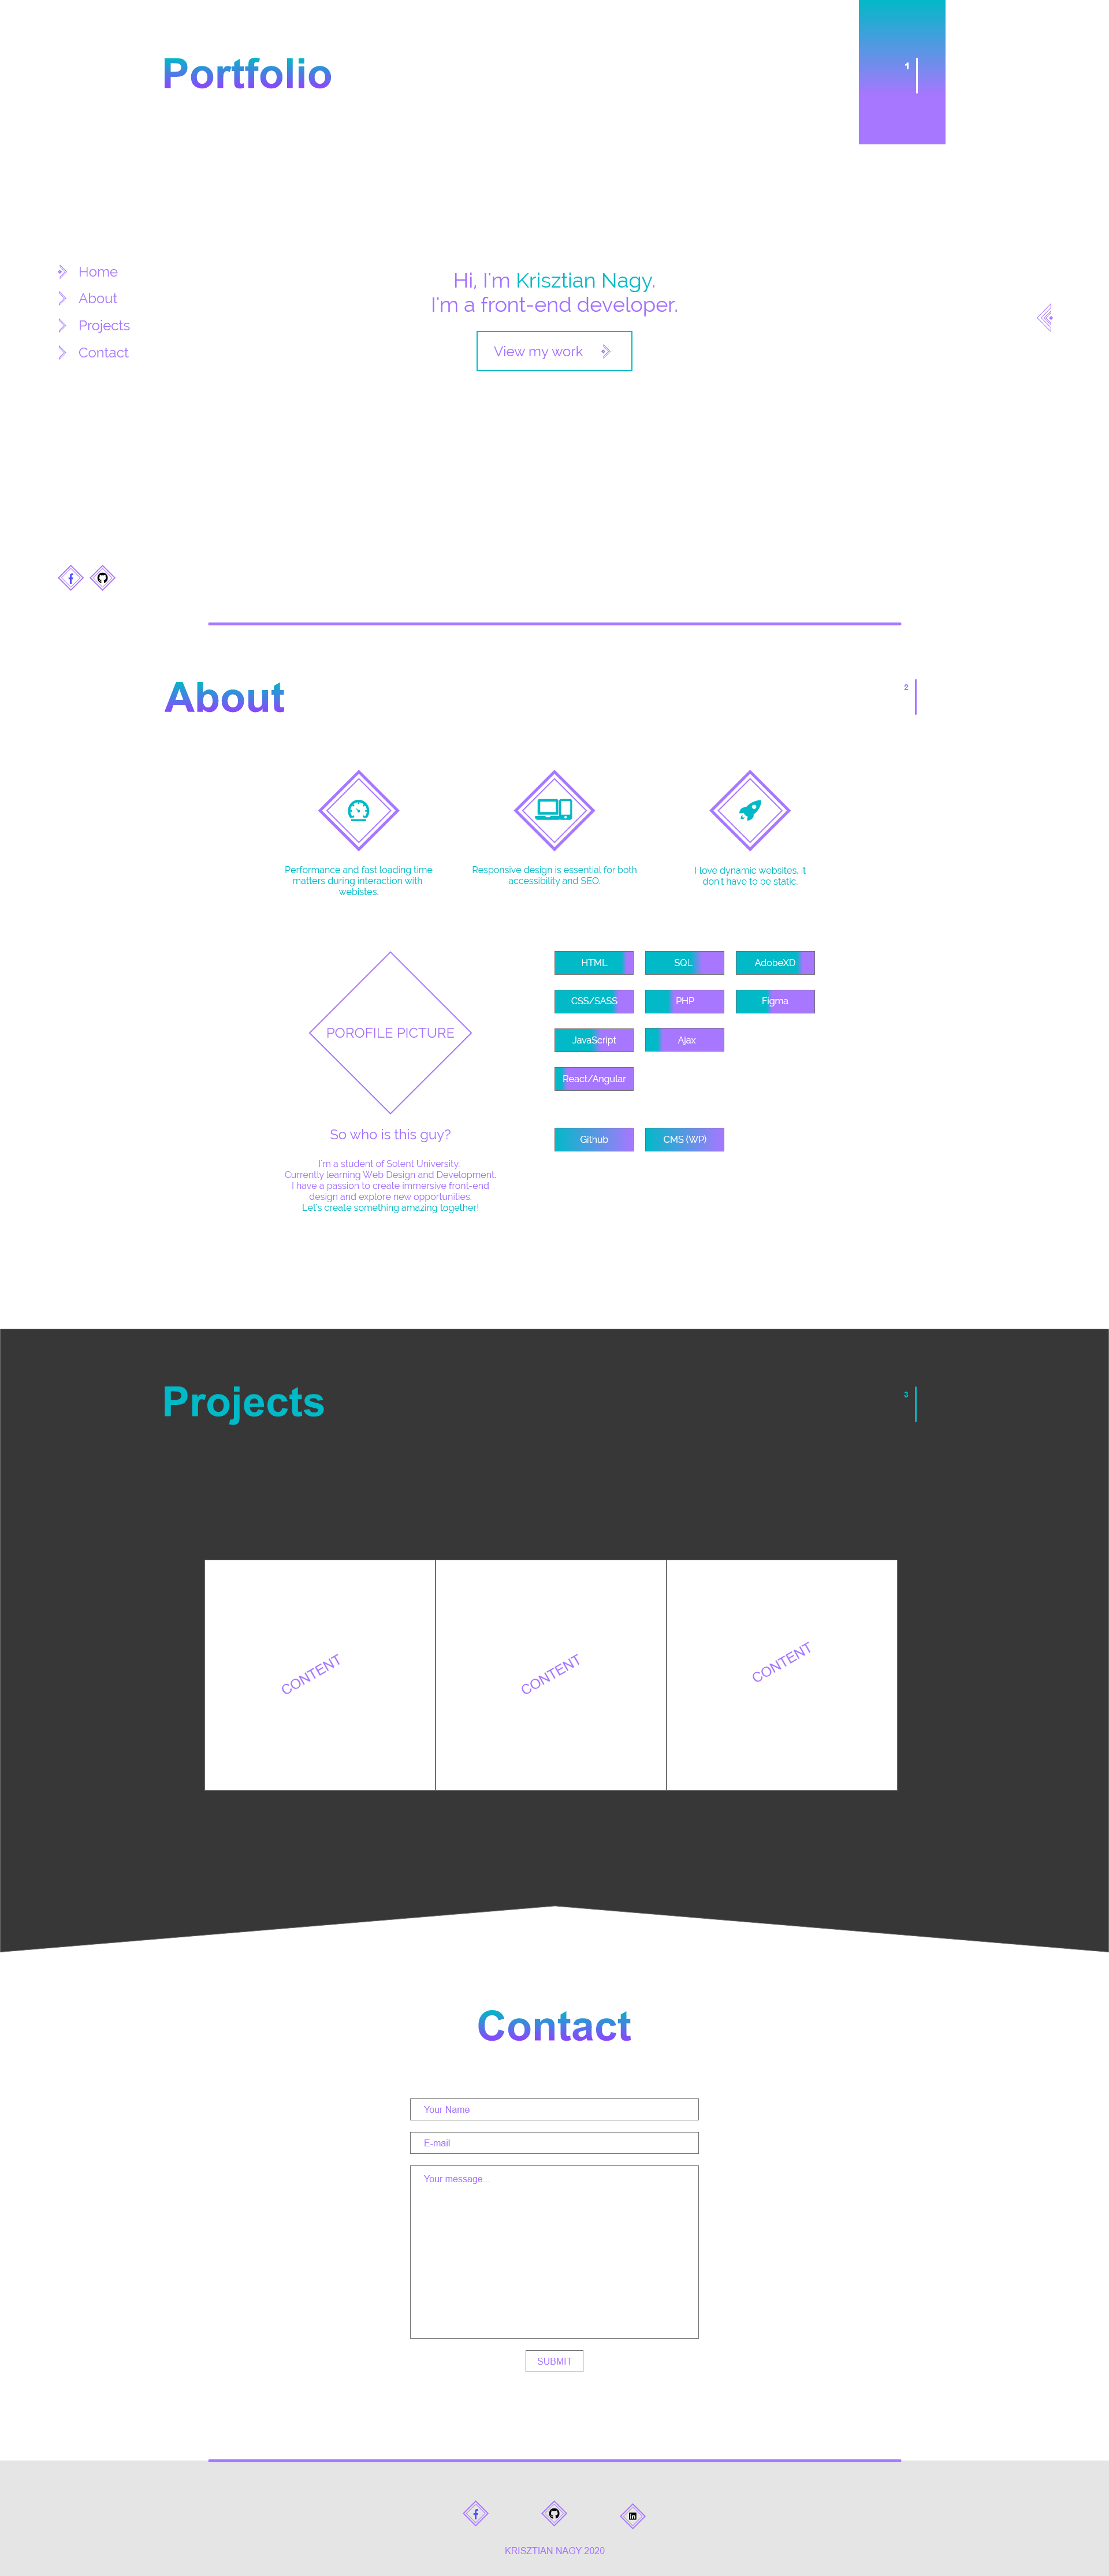 Portfolio
1
Home
About
Projects
Contact
Hi, I'm Krisztian Nagy.
I'm a front-end developer.
View my work
About
2
Performance and fast loading time
matters during interaction with
webistes.
Responsive design is essential for both
accessibility and SEO.
I love dynamic websites, it
don't have to be static.
HTML
SQL
AdobeXD
CSS/SASS
PHP
Figma
JavaScript
Ajax
React/Angular
Github
CMS (WP)
POROFILE PICTURE
So who is this guy?
I'm a student of Solent University.
Currently learning Web Design and Development.
I have a passion to create immersive front-end
design and explore new opportunities.
Let's create something amazing together!
Projects
3
CONTENT
CONTENT
CONTENT
Contact
Your Name
E-mail
Your message...
SUBMIT
KRISZTIAN NAGY 2020